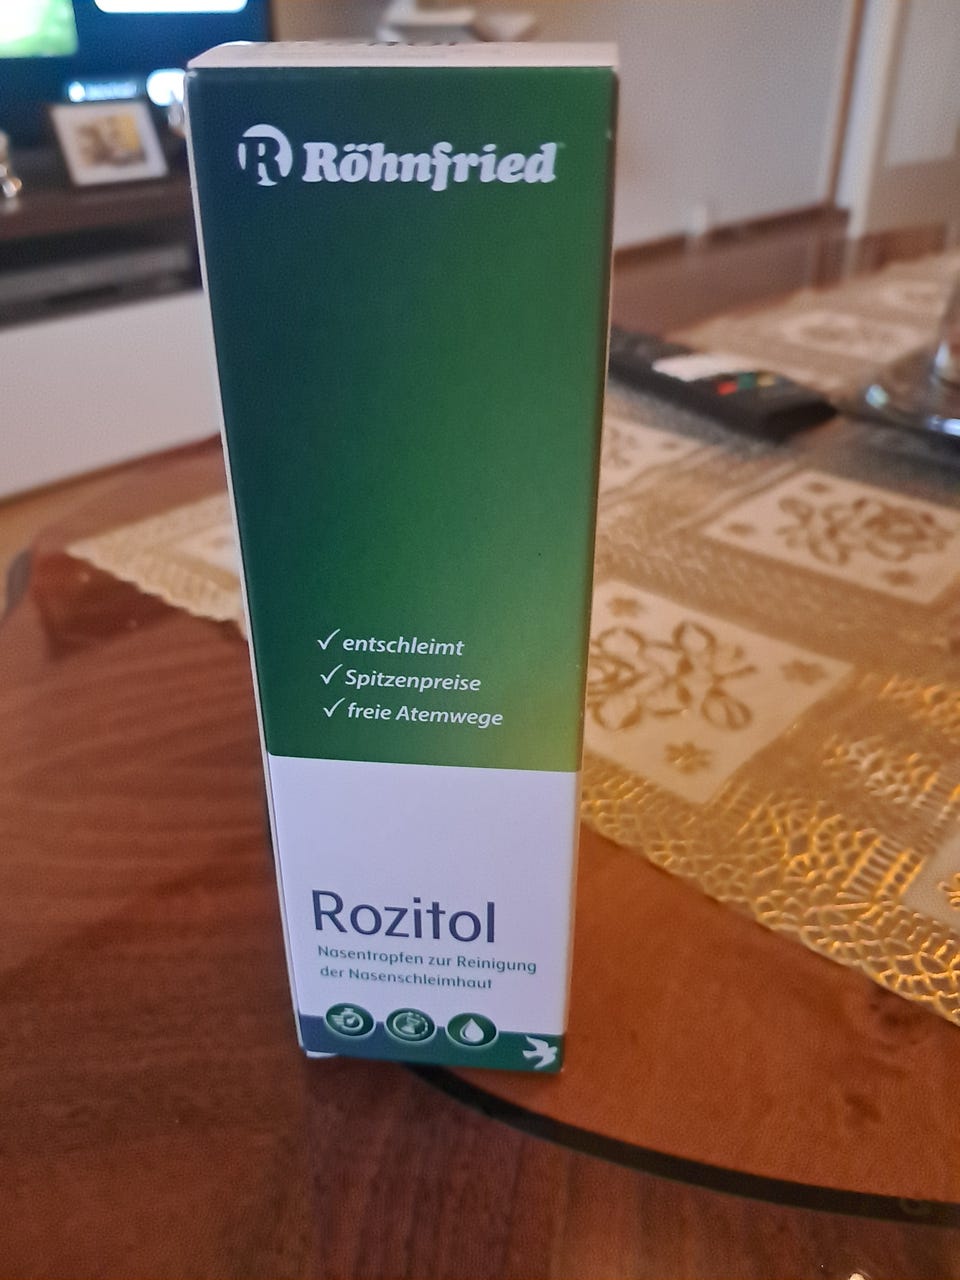 R Röhnfried
✓ entschleimt
✓ Spitzenpreise
✓ freie Atemwege
Rozitol
Nasentropfen zur Reinigung
der Nasenschleimhaut